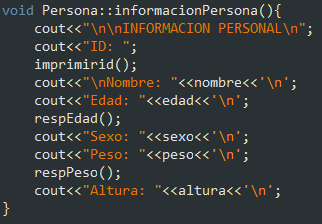 void Persona::informacionPersona(){
    cout<<"\n\nINFORMACION PERSONAL\n";
    cout<<"ID: ";
    imprimirid();
    cout<<"\nNombre: "<<nombre<<'\n';
    cout<<"Edad: "<<edad<<'\n';
    respEdad();
    cout<<"Sexo: "<<sexo<<'\n';
    cout<<"Peso: "<<peso<<'\n';
    respPeso();
    cout<<"Altura: "<<altura<<'\n';
}